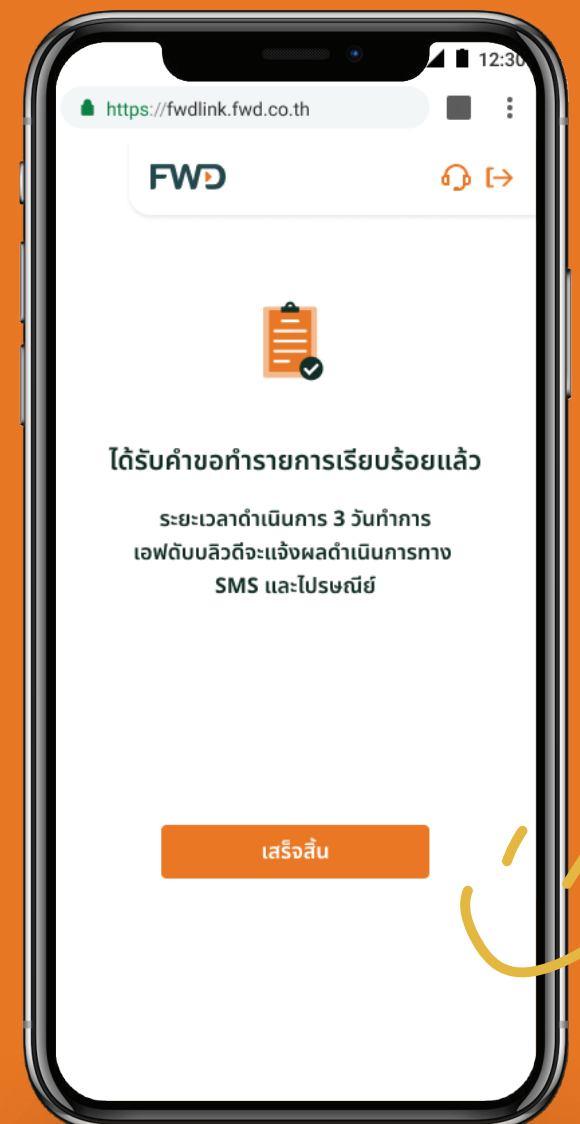 12:30
https://fwdlink.fwd.co.th
FWD
ได้รับคำขอทำรายการเรียบร้อยแล้ว
ระยะเวลาดำเนินการ 3 วันทำการ
เอฟดับบลิวดีจะแจ้งผลดำเนินการทาง
SMS และไปรษณีย์
เสร็จสิ้น